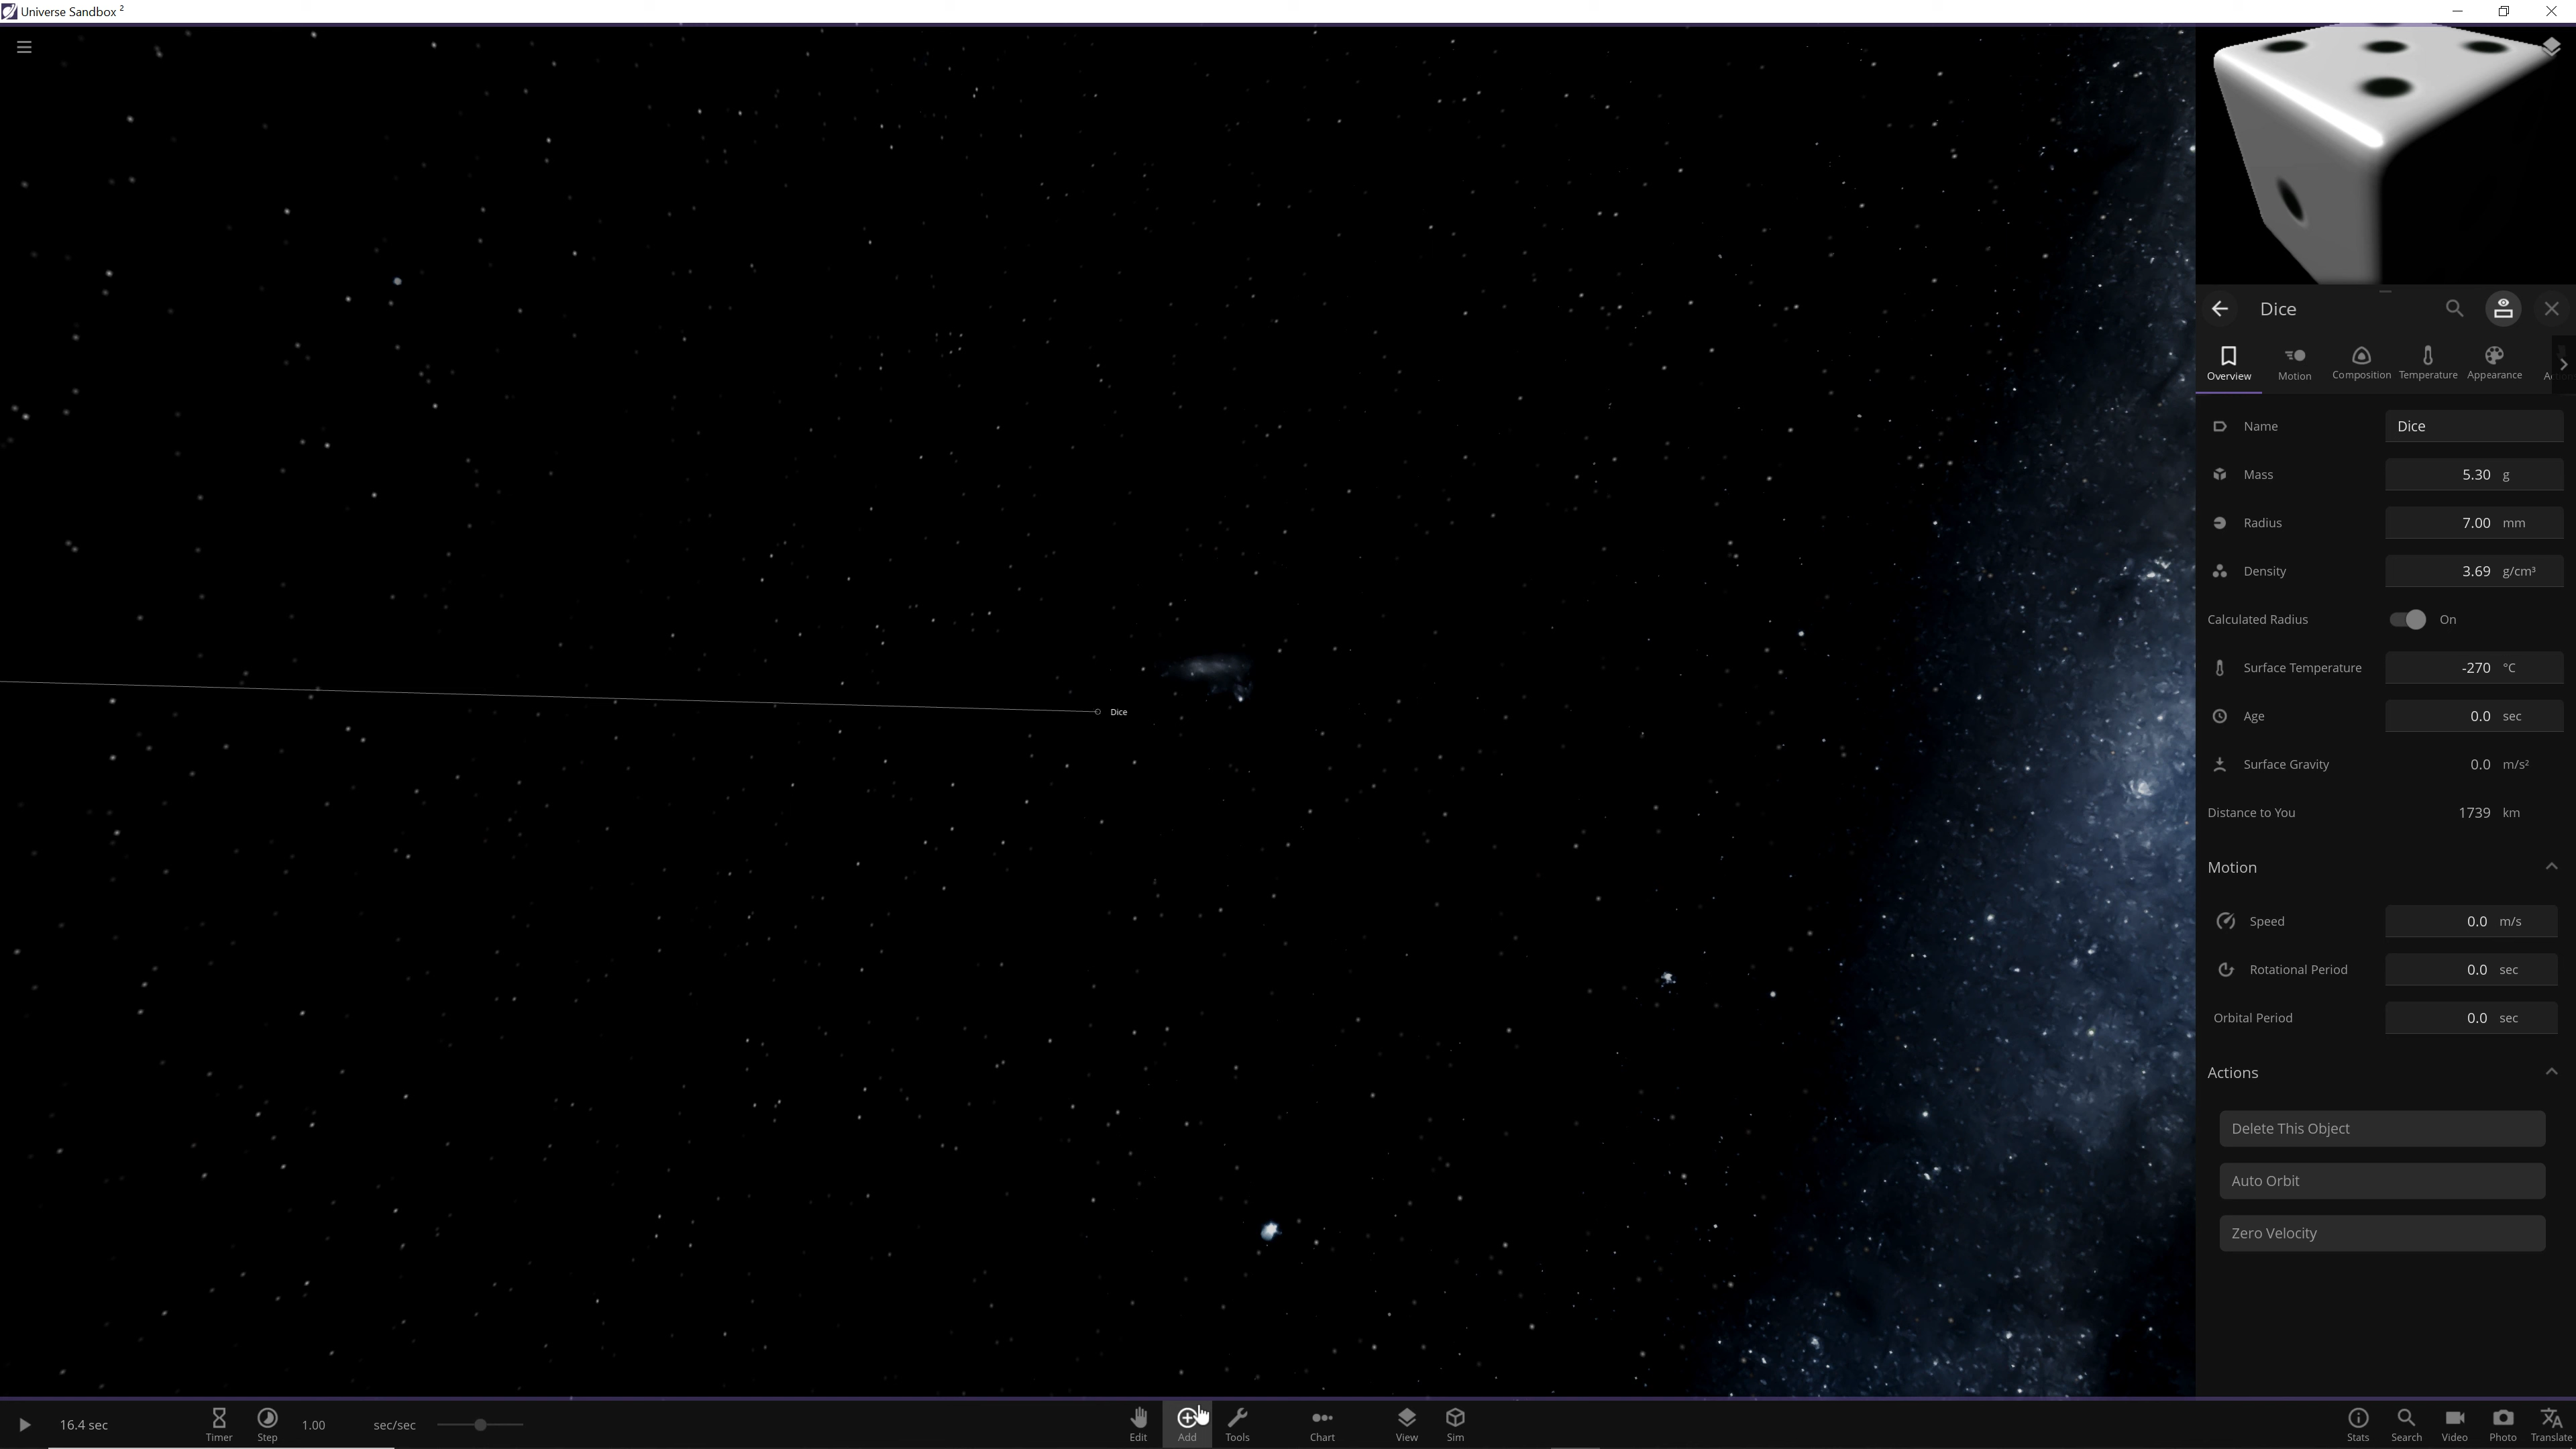 Universe Sandbox ²
Dice
Overview
Motion
Composition
Temperature
Appearance
Name
Dice
Mass
5.30 g
Radius
7.00 mm
Density
3.69 g/cm³
Calculated Radius
On
Surface Temperature
-270 °C
Age
0.0 sec
Surface Gravity
0.0 m/s²
Distance to You
1739 km
Motion
Speed
0.0 m/s
Rotational Period
0.0 sec
Orbital Period
0.0 sec
Actions
Delete This Object
Auto Orbit
Zero Velocity
Dice
16.4 sec
Timer
Step
1.00
sec/sec
Edit
Add
Tools
Chart
View
Sim
Stats
Search
Video
Photo
Translate